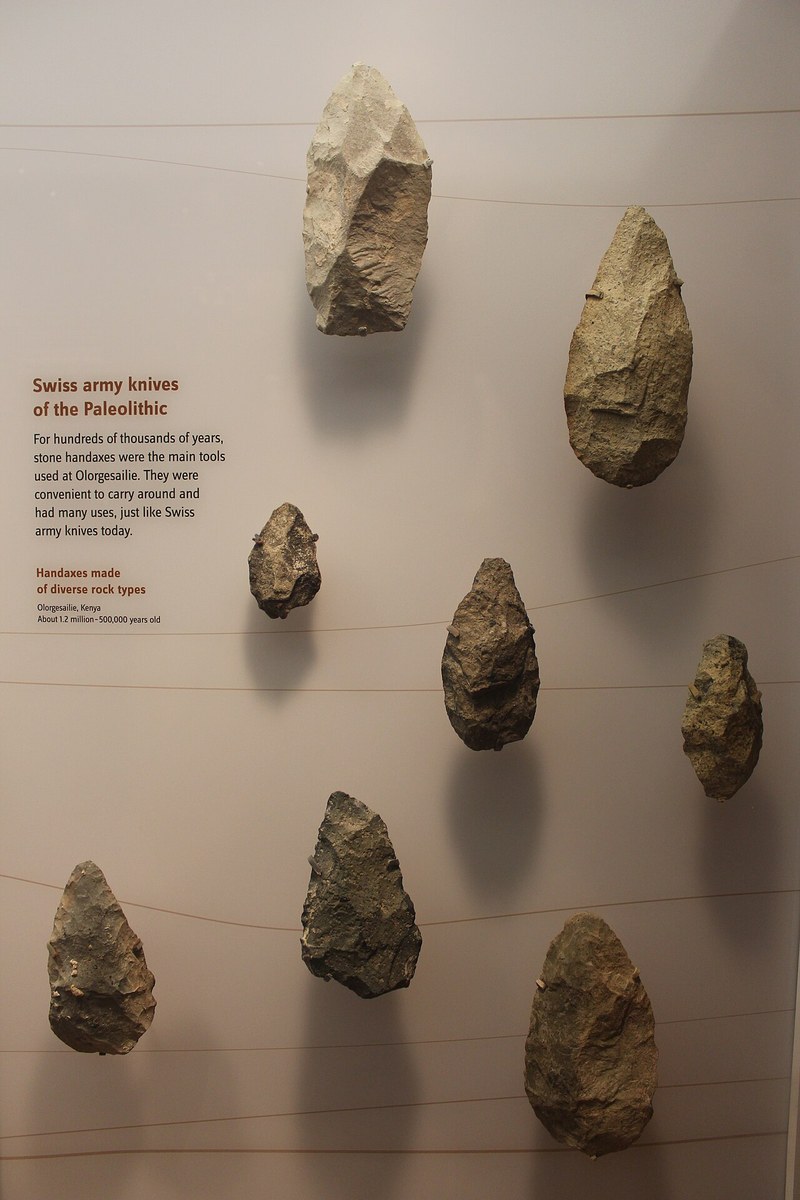 Swiss army knives
of the Paleolithic
For hundreds of thousands of years,
stone handaxes were the main tools
used at Olorgesailie. They were
convenient to carry around and
had many uses, just like Swiss
army knives today.
Handaxes made
of diverse rock types
Olorgesailie, Kenya
About 1.2 million–500,000 years old